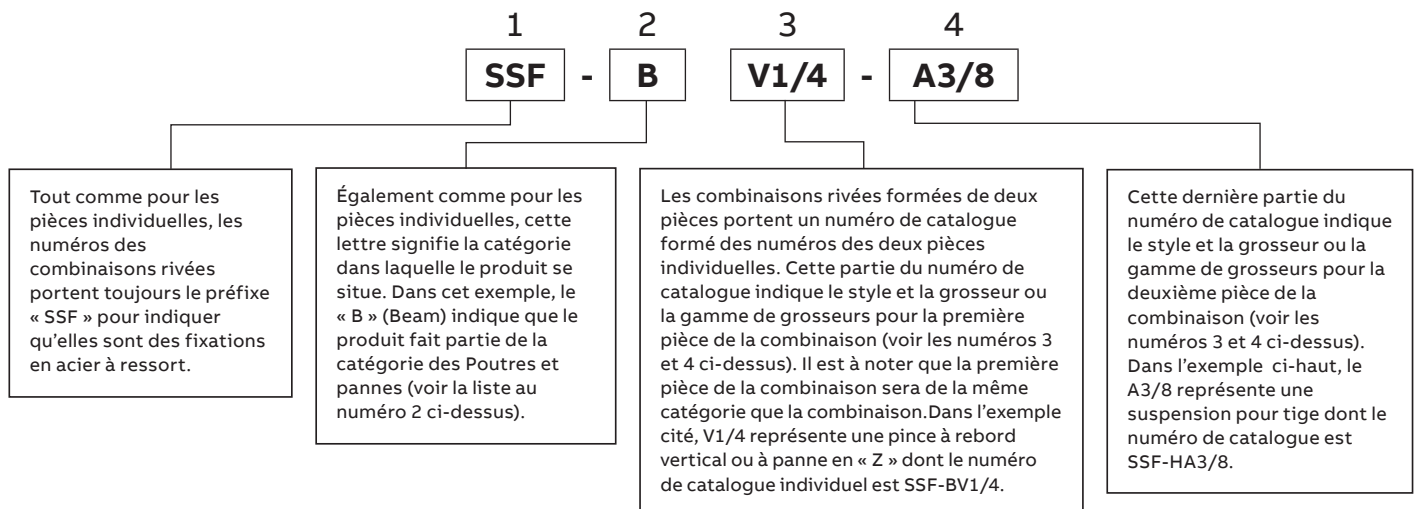 1 2 3 4
SSF - B V1/4 - A3/8
Tout comme pour les
pièces individuelles, les
numéros des
combinaisons rivées
portent toujours le préfixe
« SSF » pour indiquer
qu'elles sont des fixations
en acier à ressort.
Également comme pour les
pièces individuelles, cette
lettre signifie la catégorie
dans laquelle le produit se
situe. Dans cet exemple, le
« B » (Beam) indique que le
produit fait partie de la
catégorie des Poutres et
pannes (voir la liste au
numéro 2 ci-dessus).
Les combinaisons rivées formées de deux
pièces portent un numéro de catalogue
formé des numéros des deux pièces
individuelles. Cette partie du numéro de
catalogue indique le style et la grosseur ou
la gamme de grosseurs pour la première
pièce de la combinaison (voir les numéros 3
et 4 ci-dessus). Il est à noter que la première
pièce de la combinaison sera de la même
catégorie que la combinaison.Dans l'exemple
cité, V1/4 représente une pince à rebord
vertical ou à panne en « Z » dont le numéro
de catalogue individuel est SSF-BV1/4.
Cette dernière partie du
numéro de catalogue indique
le style et la grosseur ou la
gamme de grosseurs pour la
deuxième pièce de la
combinaison (voir les
numéros 3 et 4 ci-dessus).
Dans l'exemple ci-haut, le
A3/8 représente une
suspension pour tige dont le
numéro de catalogue est
SSF-HA3/8.